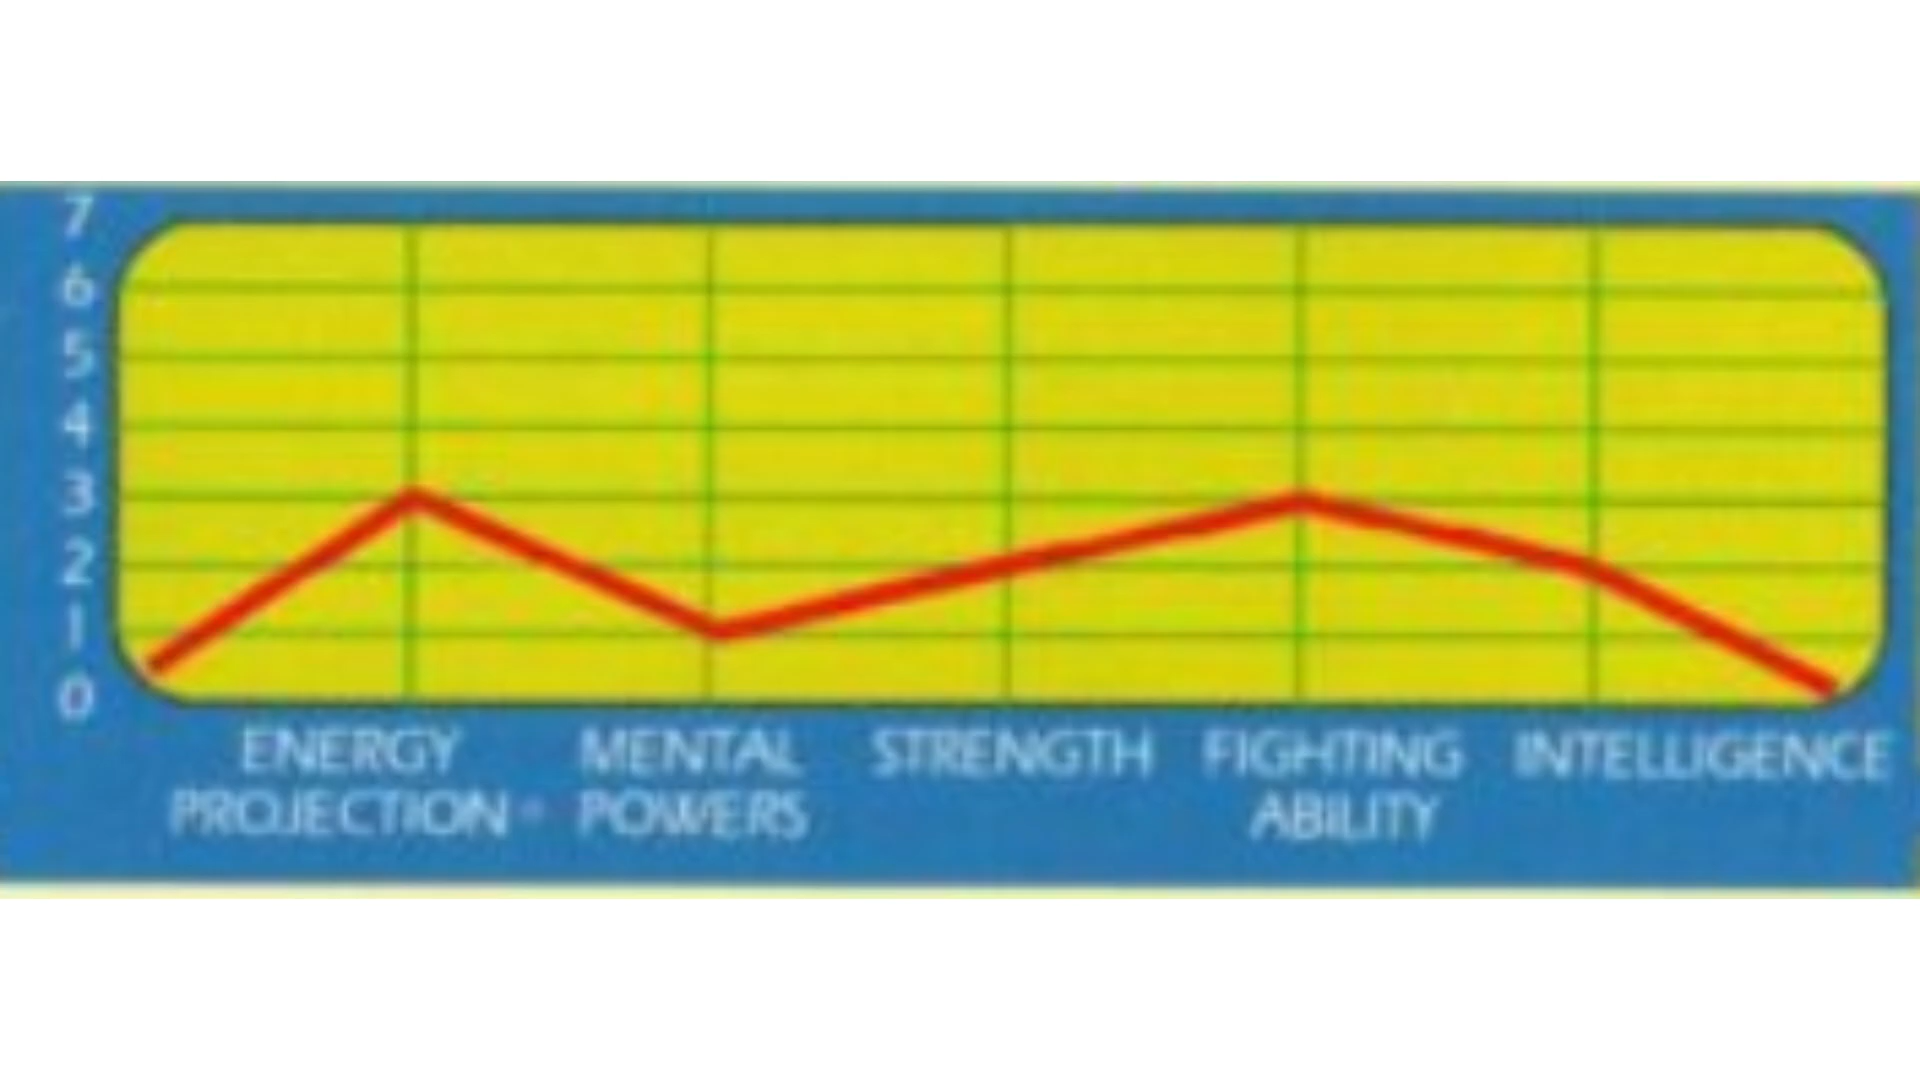 7
6
5
4
3
2
1
0
ENERGY
PROJECTION
MENTAL
POWERS
STRENGTH
FIGHTING
ABILITY
INTELLIGENCE